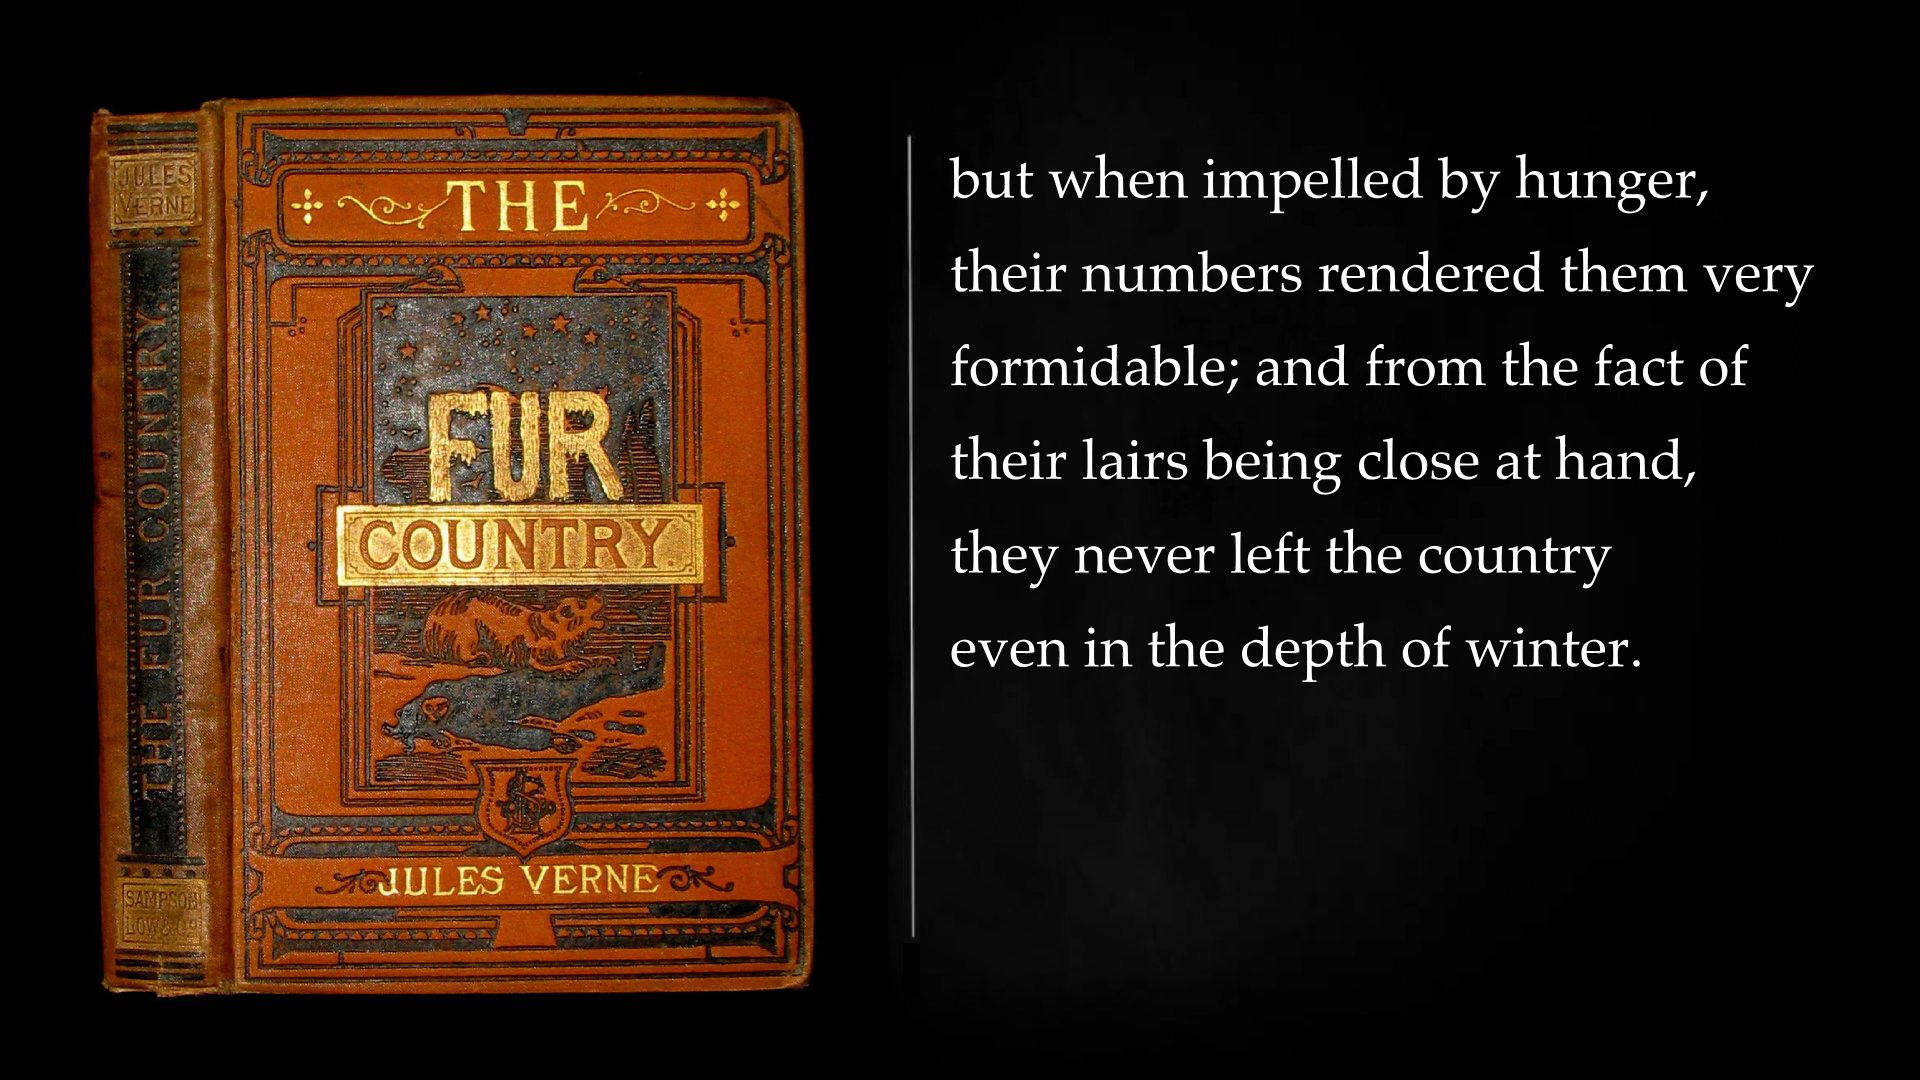 JULES
VERNE
THE FUR COUNTRY.
SAMPSON
LOW & Co
THE
FUR
COUNTRY.
JULES VERNE
but when impelled by hunger,
their numbers rendered them very
formidable; and from the fact of
their lairs being close at hand,
they never left the country
even in the depth of winter.